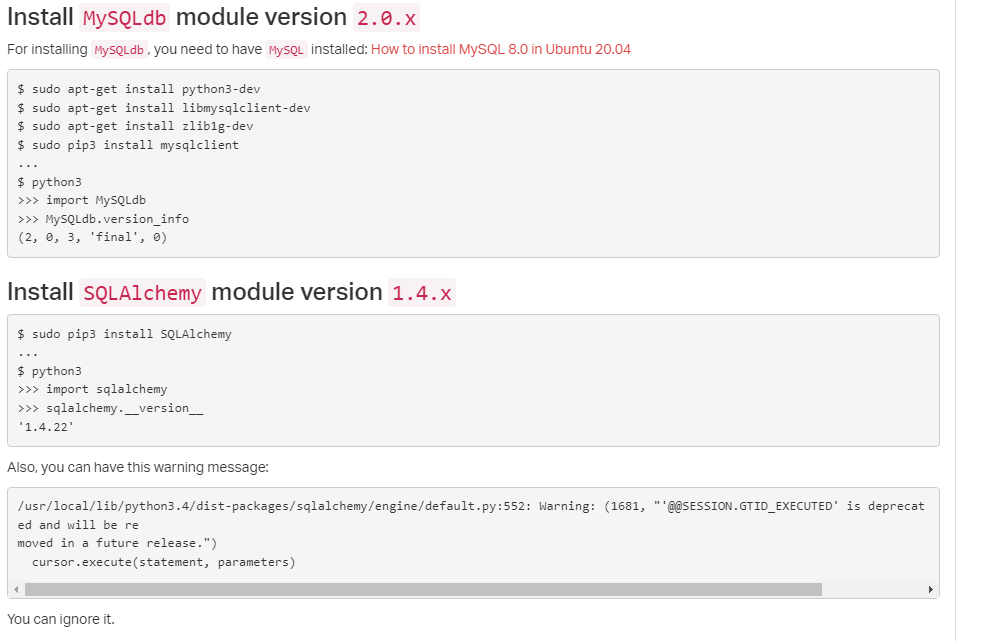 Install MySQLdb module version 2.0.x
For installing MySQLdb, you need to have MySQL installed: How to install MySQL 8.0 in Ubuntu 20.04
$ sudo apt-get install python3-dev
$ sudo apt-get install libmysqlclient-dev
$ sudo apt-get install zlib1g-dev
$ sudo pip3 install mysqlclient
...
$ python3
>>> import MySQLdb
>>> MySQLdb.version_info
(2, 0, 3, 'final', 0)
Install SQLAlchemy module version 1.4.x
$ sudo pip3 install SQLAlchemy
...
$ python3
>>> import sqlalchemy
>>> sqlalchemy.__version__
'1.4.22'
Also, you can have this warning message:
/usr/local/lib/python3.4/dist-packages/sqlalchemy/engine/default.py:552: Warning: (1681, "'@@SESSION.GTID_EXECUTED' is deprecat
ed and will be re
moved in a future release.")
  cursor.execute(statement, parameters)
You can ignore it.